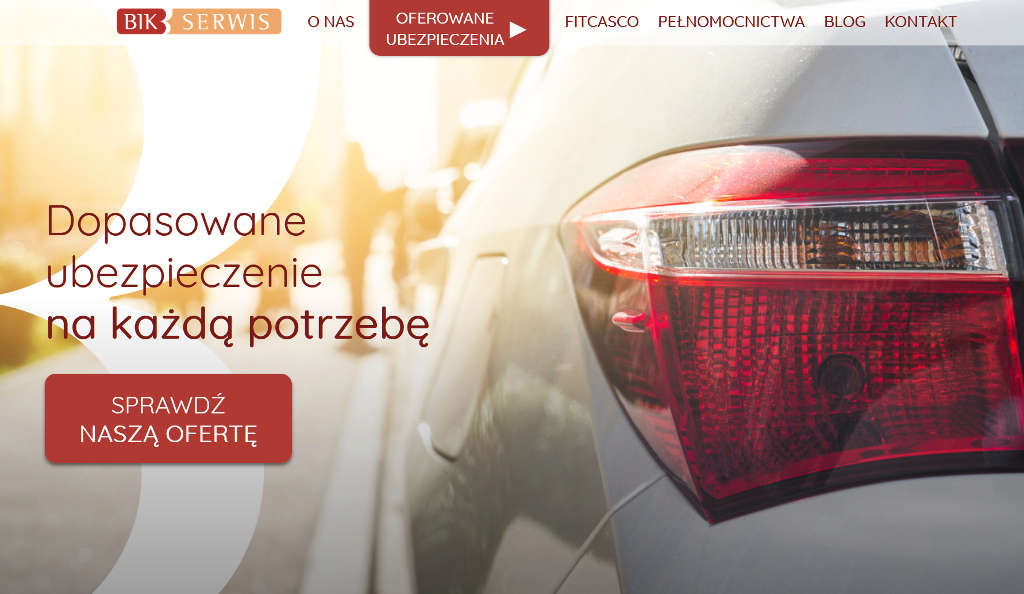 BIK SERWIS
O NAS
OFEROWANE
UBEZPIECZENIA
FITCASCO
PEŁNOMOCNICTWA
BLOG
KONTAKT
Dopasowane
ubezpieczenie
na każdą potrzebę
SPRAWDŹ
NASZĄ OFERTĘ